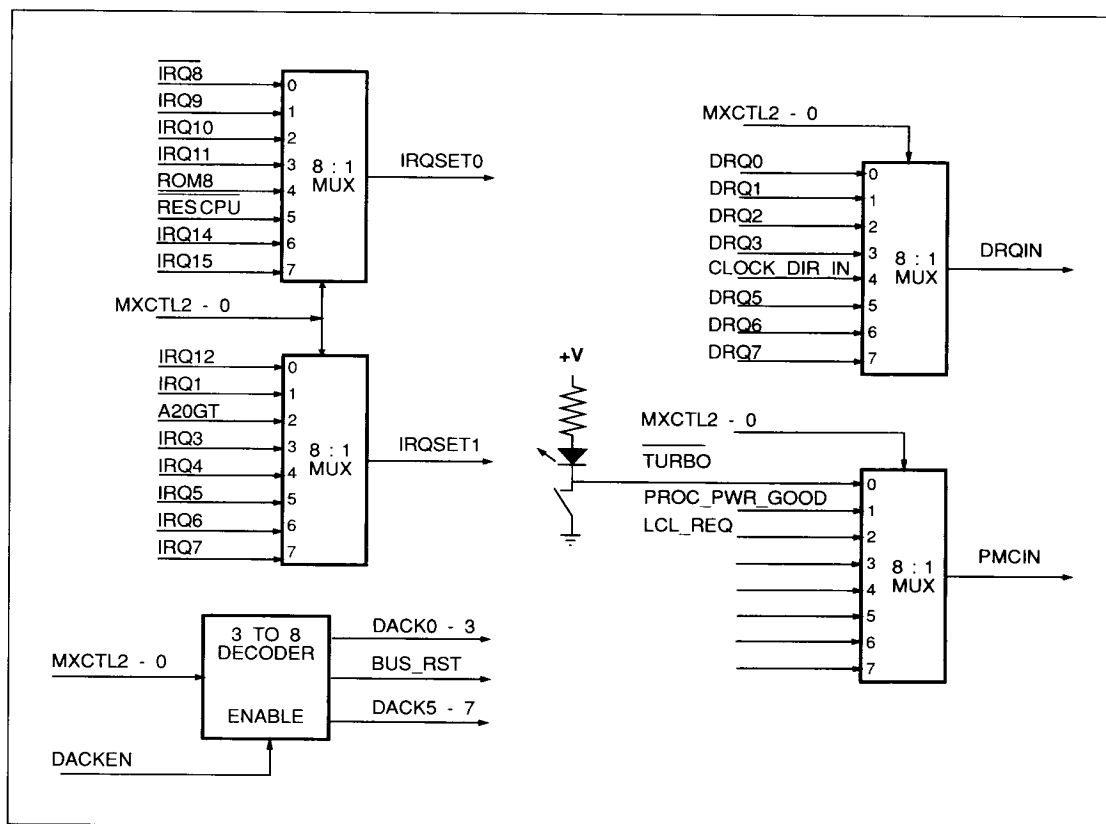 IRQ8
IRQ9
IRQ10
IRQ11
ROM8
RESCPU
IRQ14
IRQ15
0
1
2
3
4
5
6
7
8 : 1
MUX
IRQSET0
MXCTL2 - 0
IRQ12
IRQ1
A20GT
IRQ3
IRQ4
IRQ5
IRQ6
IRQ7
0
1
2
3
4
5
6
7
8 : 1
MUX
IRQSET1
3 TO 8
DECODER
ENABLE
MXCTL2 - 0
DACKEN
DACK0 - 3
BUS_RST
DACK5 - 7
MXCTL2 - 0
DRQ0
DRQ1
DRQ2
DRQ3
CLOCK_DIR_IN
DRQ5
DRQ6
DRQ7
0
1
2
3
4
5
6
7
8 : 1
MUX
DRQIN
+V
MXCTL2 - 0
TURBO
PROC_PWR_GOOD
LCL_REQ
0
1
2
3
4
5
6
7
8 : 1
MUX
PMCIN